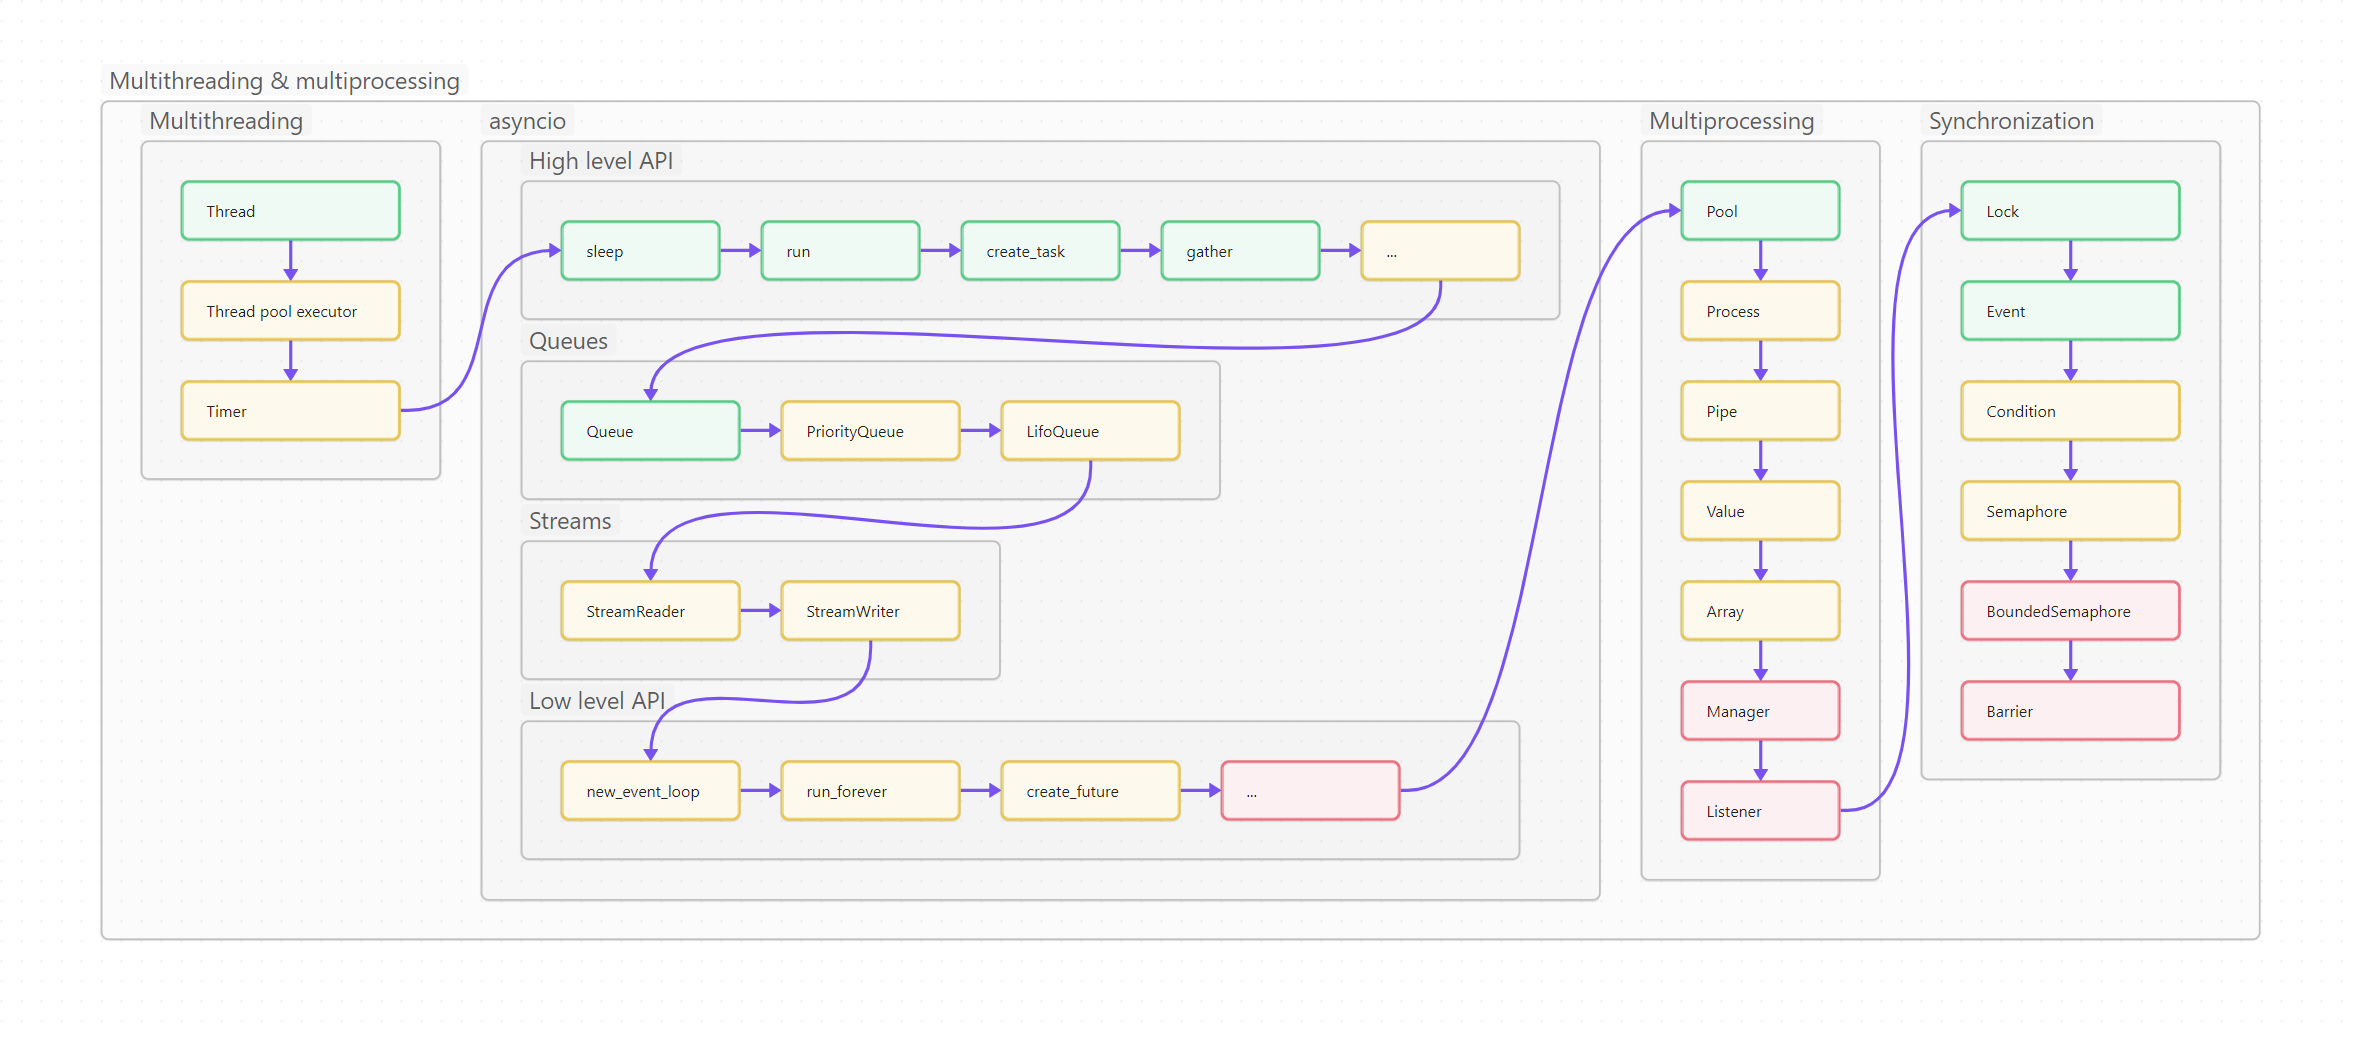 Multithreading & multiprocessing
Multithreading
Thread
Thread pool executor
Timer
asyncio
High level API
sleep
run
create_task
gather
...
Queues
Queue
PriorityQueue
LifoQueue
Streams
StreamReader
StreamWriter
Low level API
new_event_loop
run_forever
create_future
...
Multiprocessing
Pool
Process
Pipe
Value
Array
Manager
Listener
Synchronization
Lock
Event
Condition
Semaphore
BoundedSemaphore
Barrier